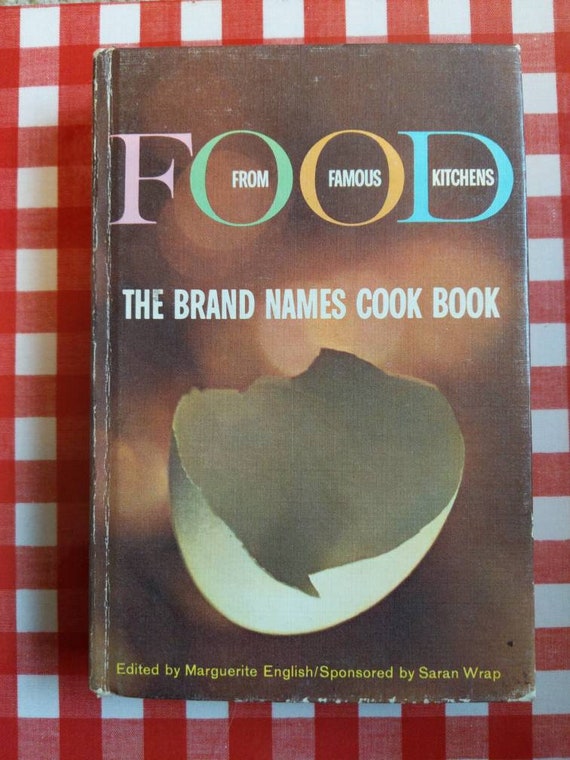 FOOD
FROM FAMOUS KITCHENS
THE BRAND NAMES COOK BOOK
Edited by Marguerite English/Sponsored by Saran Wrap